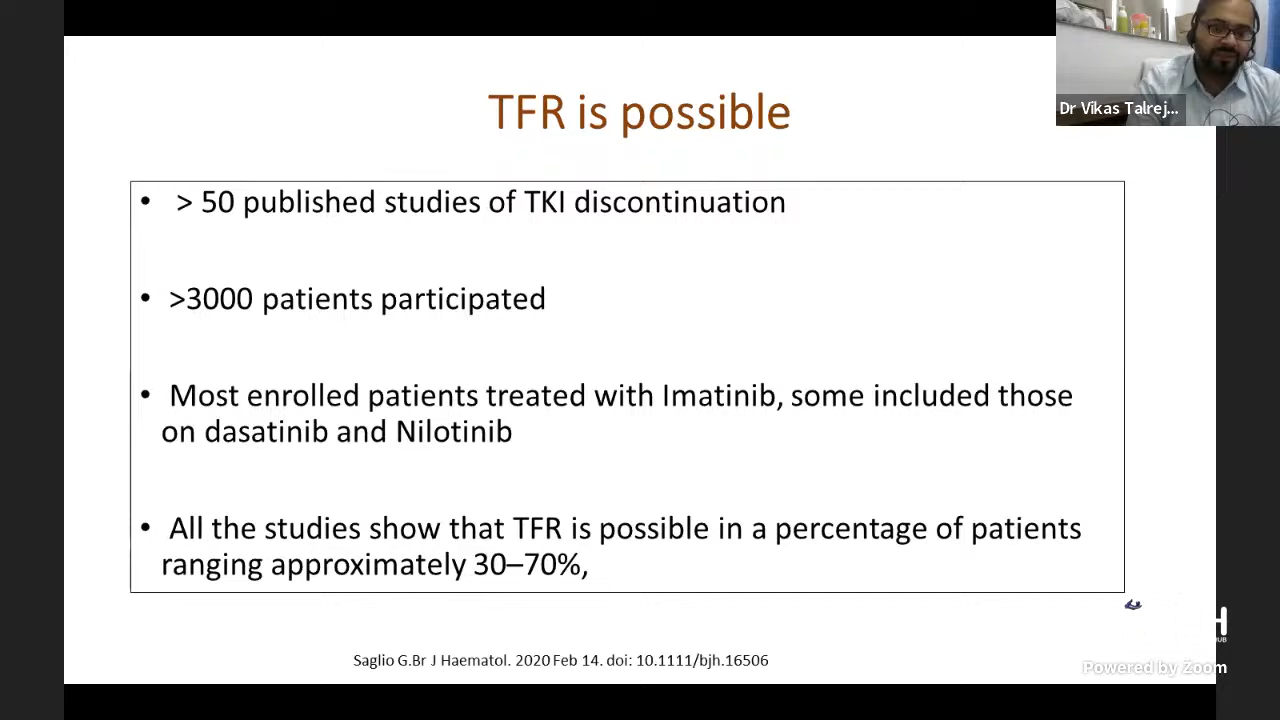 Dr Vikas Talrej...
TFR is possible
• > 50 published studies of TKI discontinuation
• >3000 patients participated
• Most enrolled patients treated with Imatinib, some included those
on dasatinib and Nilotinib
• All the studies show that TFR is possible in a percentage of patients
ranging approximately 30–70%,
H
UB
Saglio G.Br J Haematol. 2020 Feb 14. doi: 10.1111/bjh.16506
Powered by Zoom